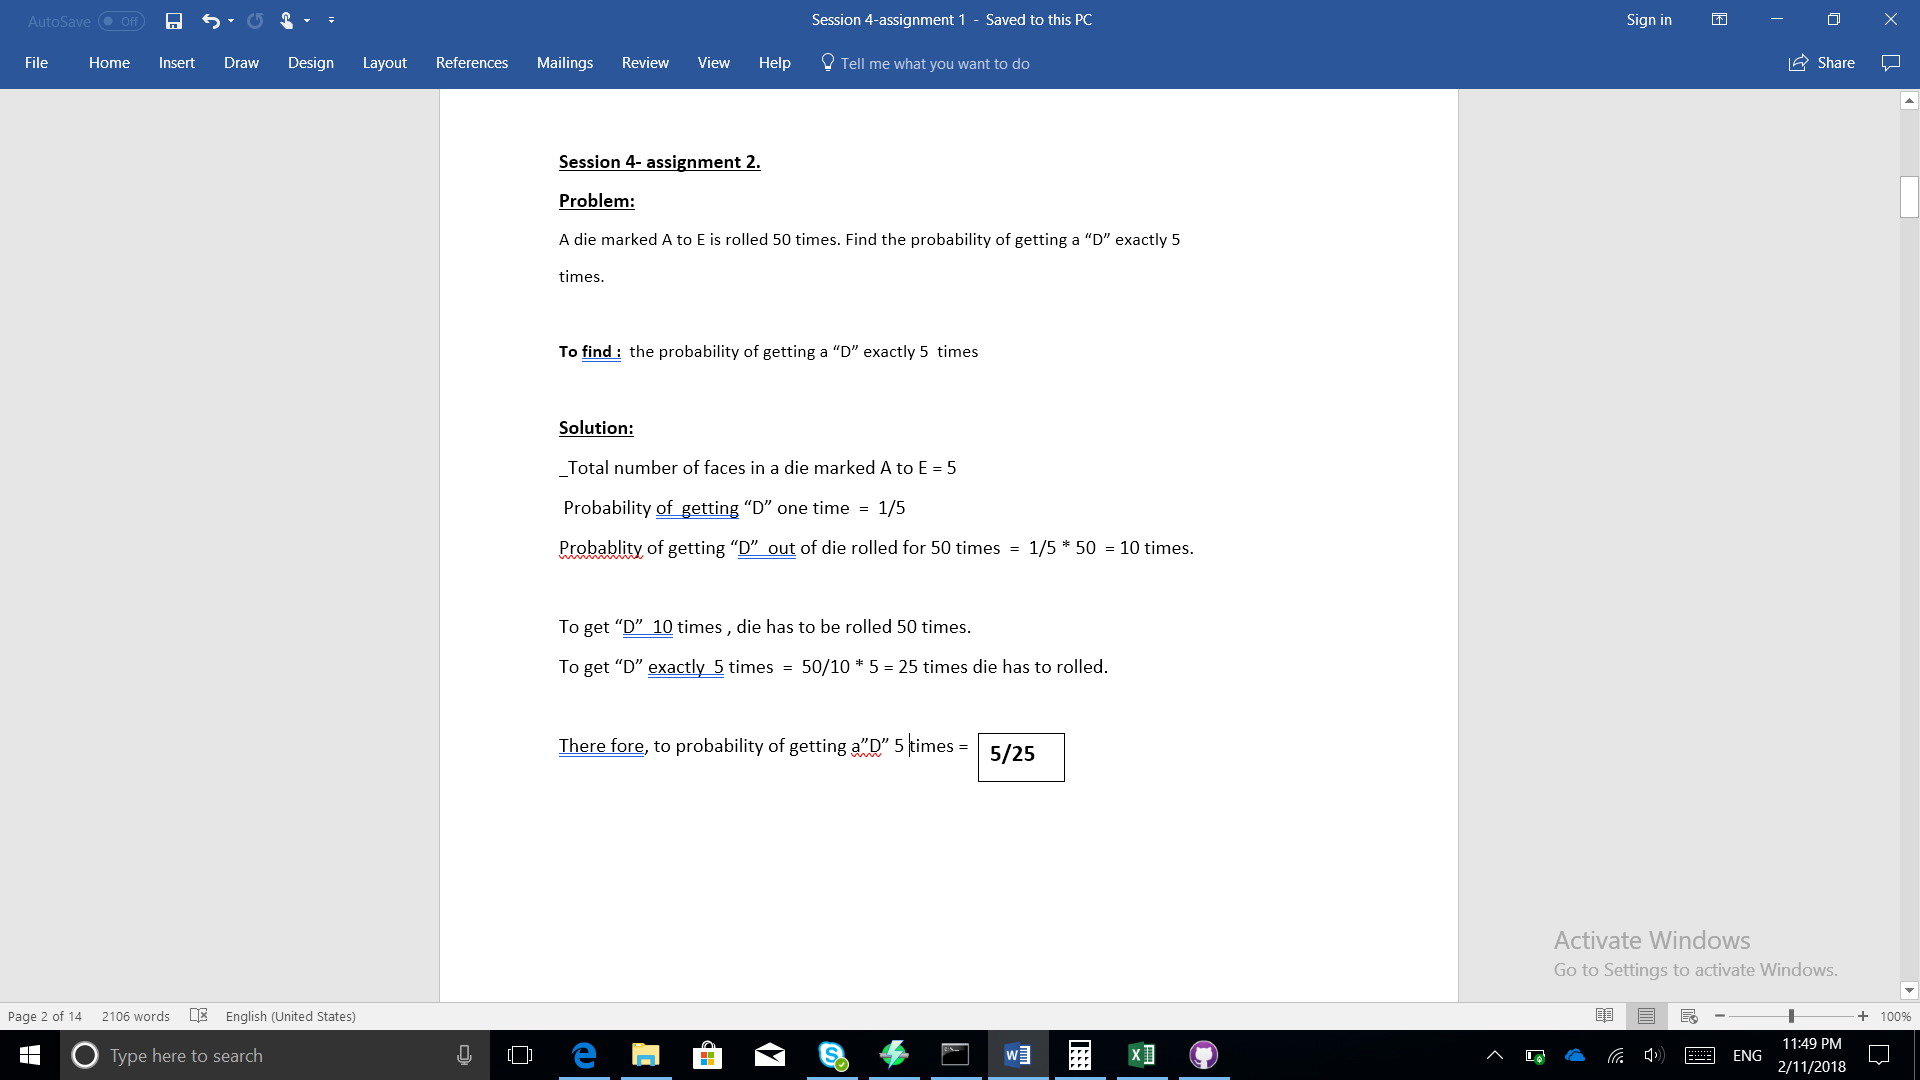 AutoSave Off
Session 4-assignment 1 - Saved to this PC
Sign in
File Home Insert Draw Design Layout References Mailings Review View Help Tell me what you want to do
Share
Session 4- assignment 2.
Problem:
A die marked A to E is rolled 50 times. Find the probability of getting a “D” exactly 5
times.
To find : the probability of getting a “D” exactly 5 times
Solution:
_Total number of faces in a die marked A to E = 5
Probability of getting “D” one time = 1/5
Probablity of getting “D” out of die rolled for 50 times = 1/5 * 50 = 10 times.
To get “D” 10 times , die has to be rolled 50 times.
To get “D” exactly 5 times = 50/10 * 5 = 25 times die has to rolled.
There fore, to probability of getting a”D” 5 times =
5/25
Activate Windows
Go to Settings to activate Windows.
Page 2 of 14 2106 words English (United States)
100%
Type here to search
ENG
11:49 PM
2/11/2018